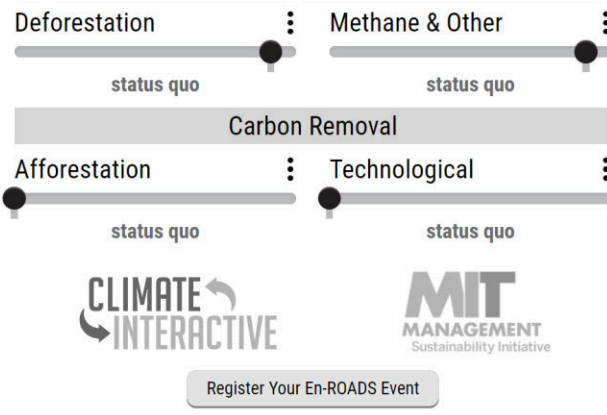 Deforestation Methane & Other
status quo status quo
Carbon Removal
Afforestation Technological
status quo status quo
CLIMATE MIT
INTERACTIVE MANAGEMENT
Sustainability Initiative
Register Your En-ROADS Event